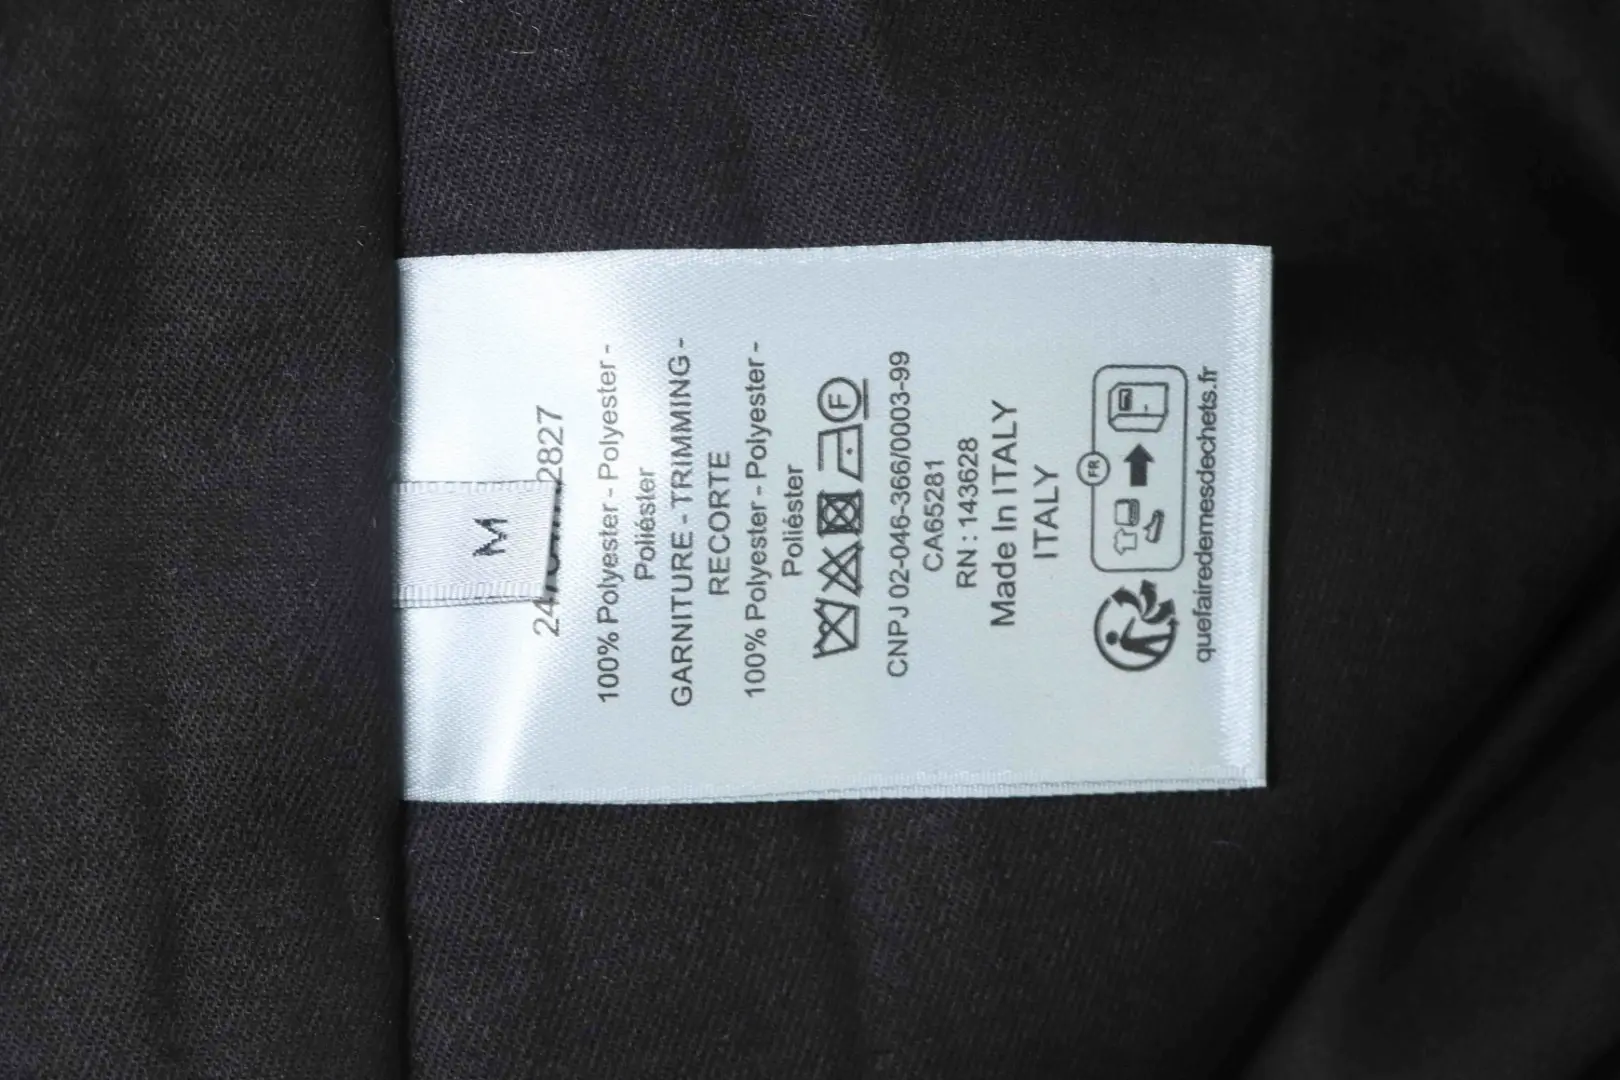 M
2827
100% Polyester - Polyester -
Poliéster
GARNITURE - TRIMMING -
RECORTE
100% Polyester - Polyester -
Poliéster
F
CNPJ 02-046-366/0003-99
CA65281
RN : 143628
Made In ITALY
ITALY
FR
quefairedemesdechets.fr